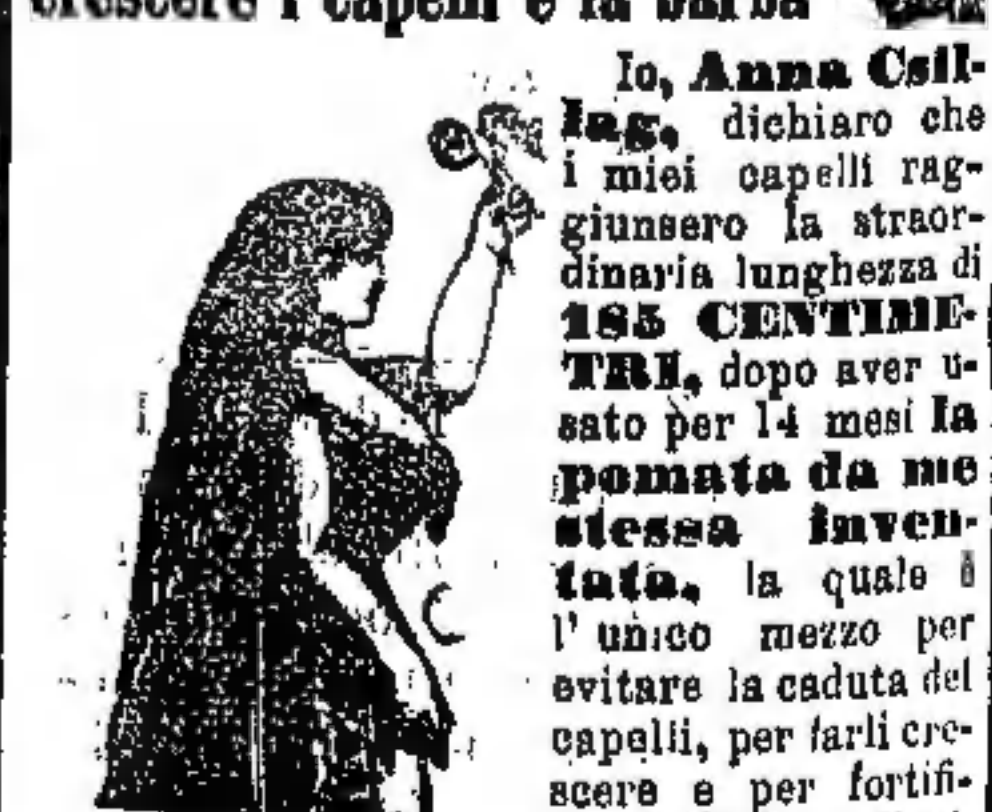 crescere i capelli e la barba
Io, Anna Csil-
lag, dichiaro che
i miei capelli rag-
giunsero la straor-
dinaria lunghezza di
185 CENTIME-
TRI, dopo aver u-
sato per 14 mesi la
pomata da me
stessa inven-
tata, la quale è
l' unico mezzo per
evitare la caduta dei
capelli, per farli cre-
scere e per fortifi-